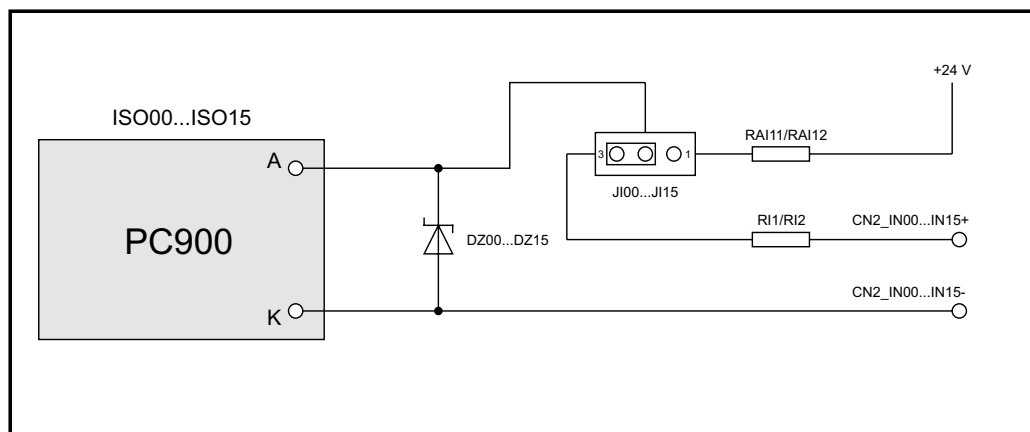 +24 V
ISO00...ISO15
RAI11/RAI12
A
3 1
JI00...JI15
RI1/RI2
CN2_IN00...IN15+
PC900
DZ00...DZ15
CN2_IN00...IN15-
K